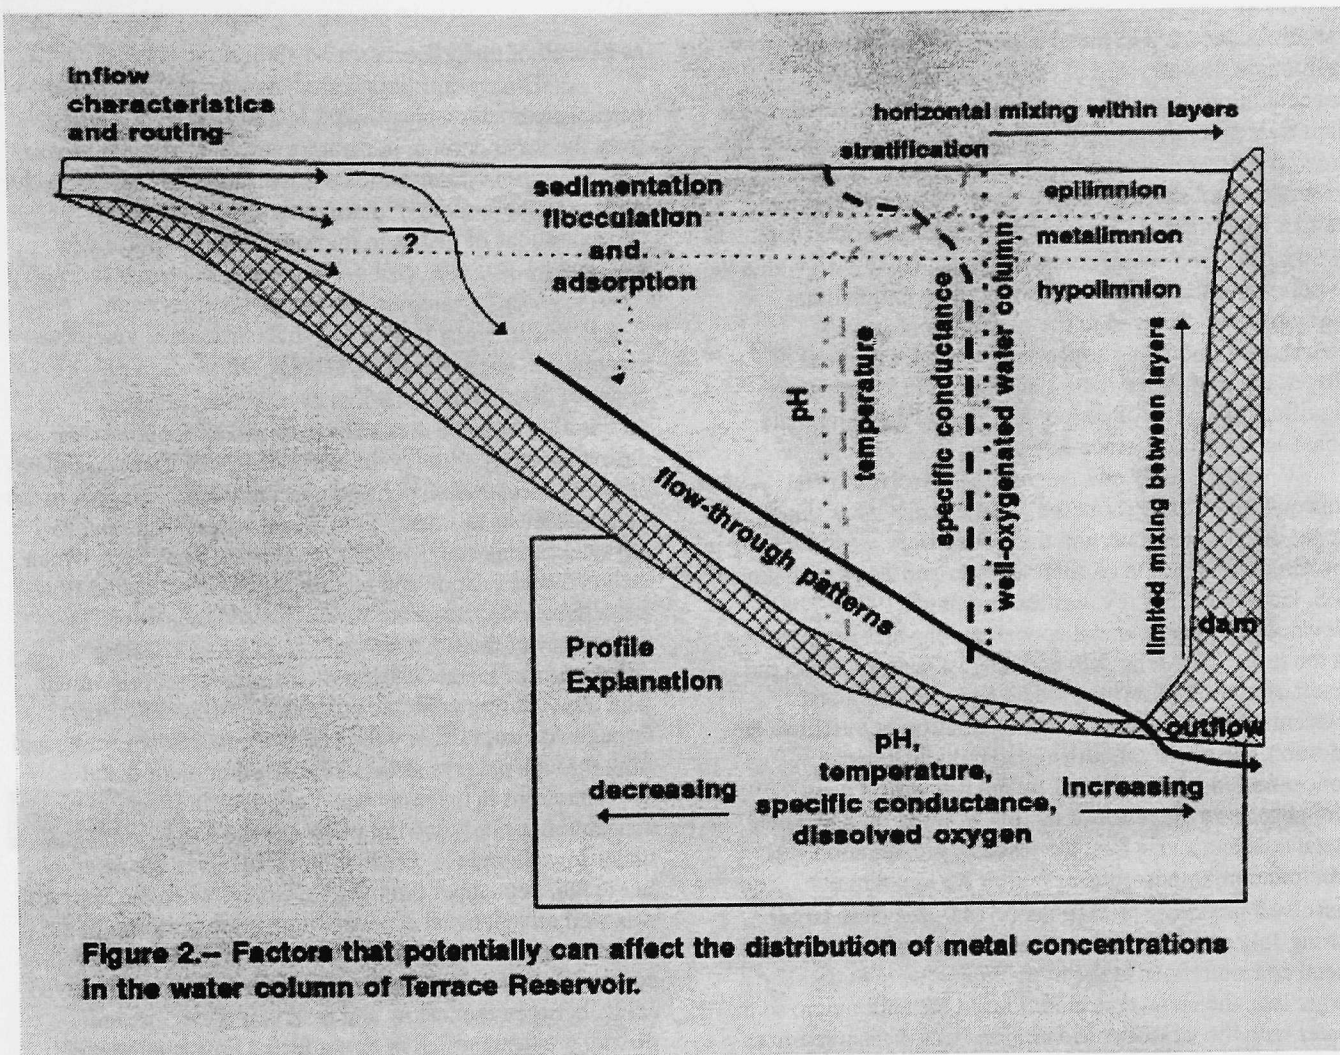 Inflow
characteristics
and routing
horizontal mixing within layers
stratification
sedimentation
flocculation
and
adsorption
?
epilimnion
metalimnion
hypolimnion
pH
temperature
specific conductance
well-oxygenated water column
limited mixing between layers
flow-through patterns
dam
outflow
Profile
Explanation
decreasing
pH,
temperature,
specific conductance,
dissolved oxygen
increasing
Figure 2.– Factors that potentially can affect the distribution of metal concentrations
in the water column of Terrace Reservoir.